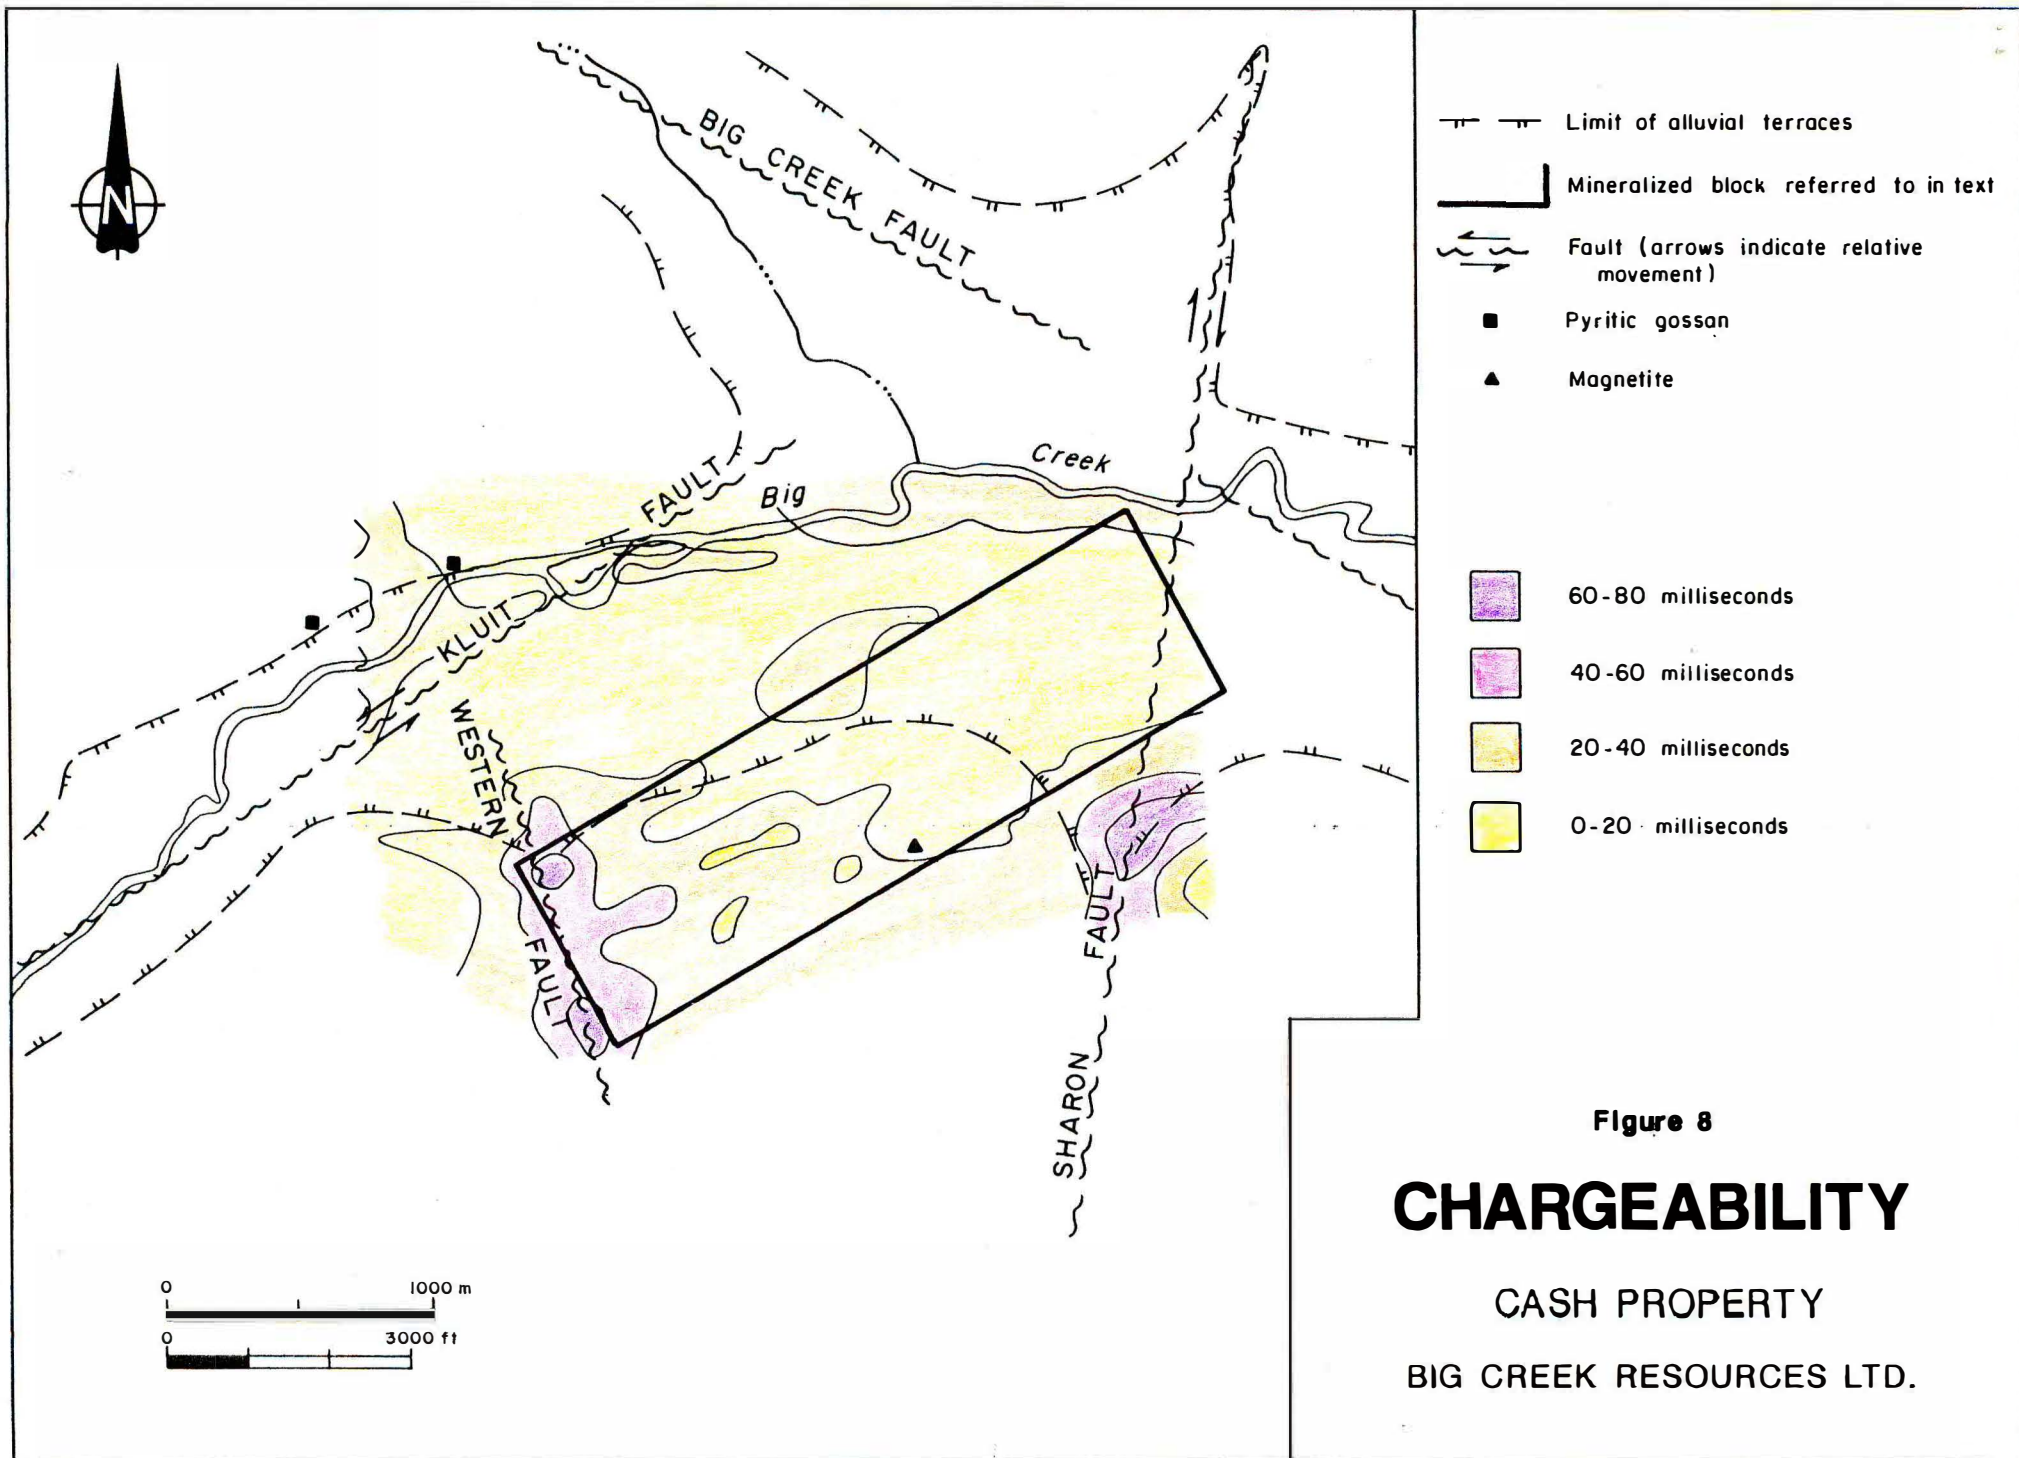 N
BIG CREEK FAULT
Creek
Big
KLUIT FAULT
WESTERN FAULT
SHARON FAULT
Limit of alluvial terraces
Mineralized block referred to in text
Fault (arrows indicate relative
movement)
Pyritic gossan
Magnetite
60-80 milliseconds
40-60 milliseconds
20-40 milliseconds
0-20 milliseconds
0 1000 m
0 3000 ft
Figure 8
CHARGEABILITY
CASH PROPERTY
BIG CREEK RESOURCES LTD.